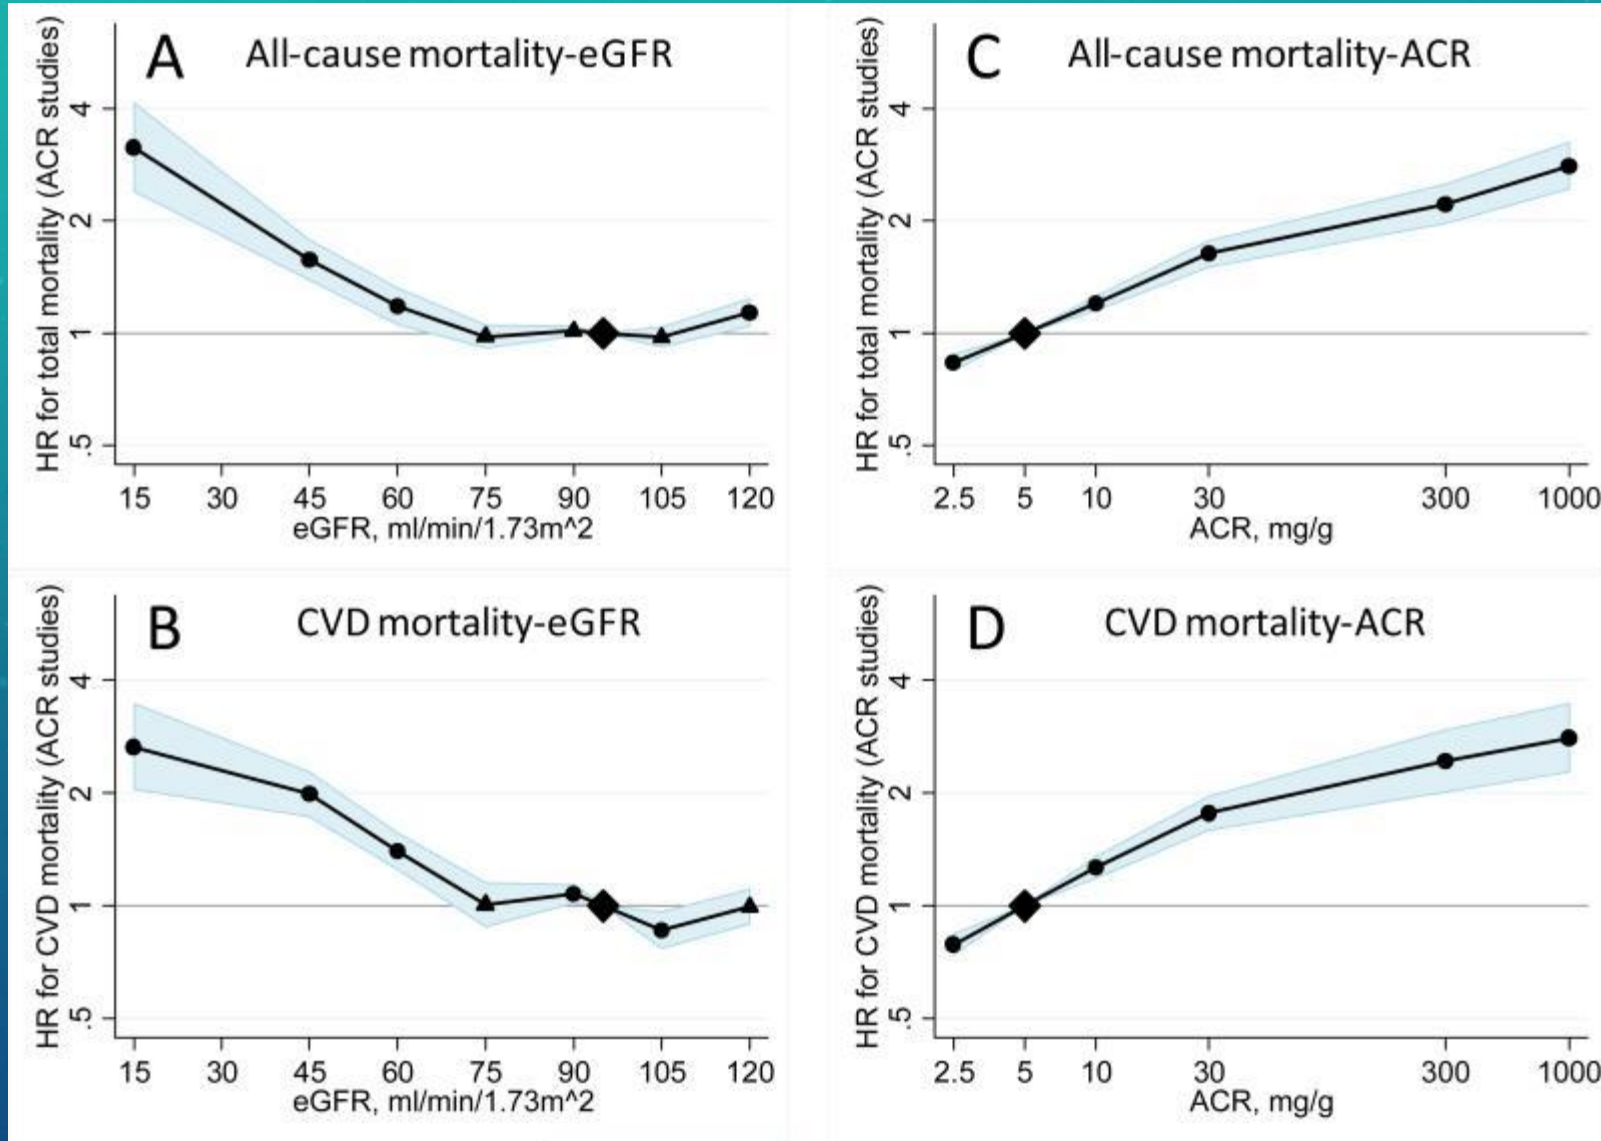 A All-cause mortality-eGFR
HR for total mortality (ACR studies)
4
2
1
.5
15 30 45 60 75 90 105 120
eGFR, ml/min/1.73m^2
C All-cause mortality-ACR
HR for total mortality (ACR studies)
4
2
1
.5
2.5 5 10 30 300 1000
ACR, mg/g
B CVD mortality-eGFR
HR for CVD mortality (ACR studies)
4
2
1
.5
15 30 45 60 75 90 105 120
eGFR, ml/min/1.73m^2
D CVD mortality-ACR
HR for CVD mortality (ACR studies)
4
2
1
.5
2.5 5 10 30 300 1000
ACR, mg/g